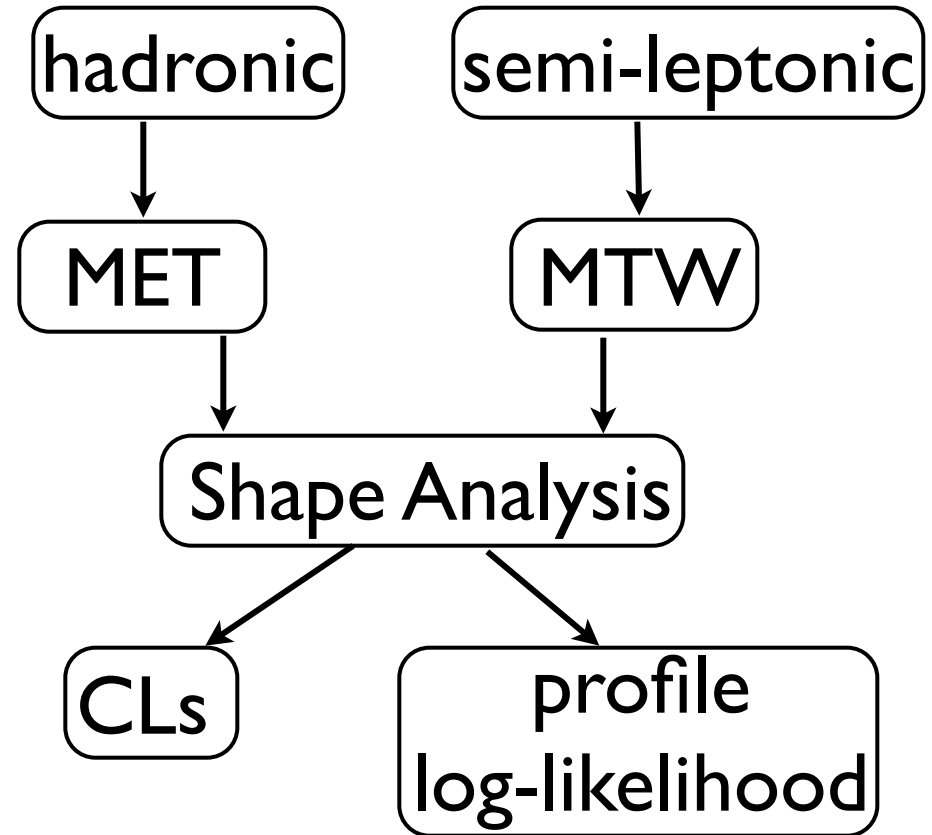 hadronic
semi-leptonic
MET
MTW
Shape Analysis
CLs
profile
log-likelihood